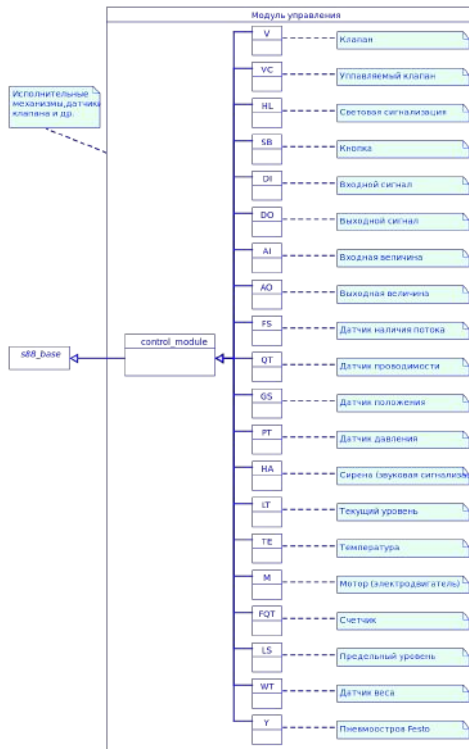 Модуль управления
Исполнительные
механизмы,датчики
клапана и др.
s88_base
control_module
V
Клапан
VC
Управляемый клапан
HL
Световая сигнализация
SB
Кнопка
DI
Входной сигнал
DO
Выходной сигнал
AI
Входная величина
AO
Выходная величина
FS
Датчик наличия потока
QT
Датчик проводимости
GS
Датчик положения
PT
Датчик давления
HA
Сирена (звуковая
LT
Текущий уровень
TE
Температура
M
Мотор (электродвигатель)
FQT
Счетчик
LS
Предельный уровень
WT
Датчик веса
Y
Пневмоостров Festo